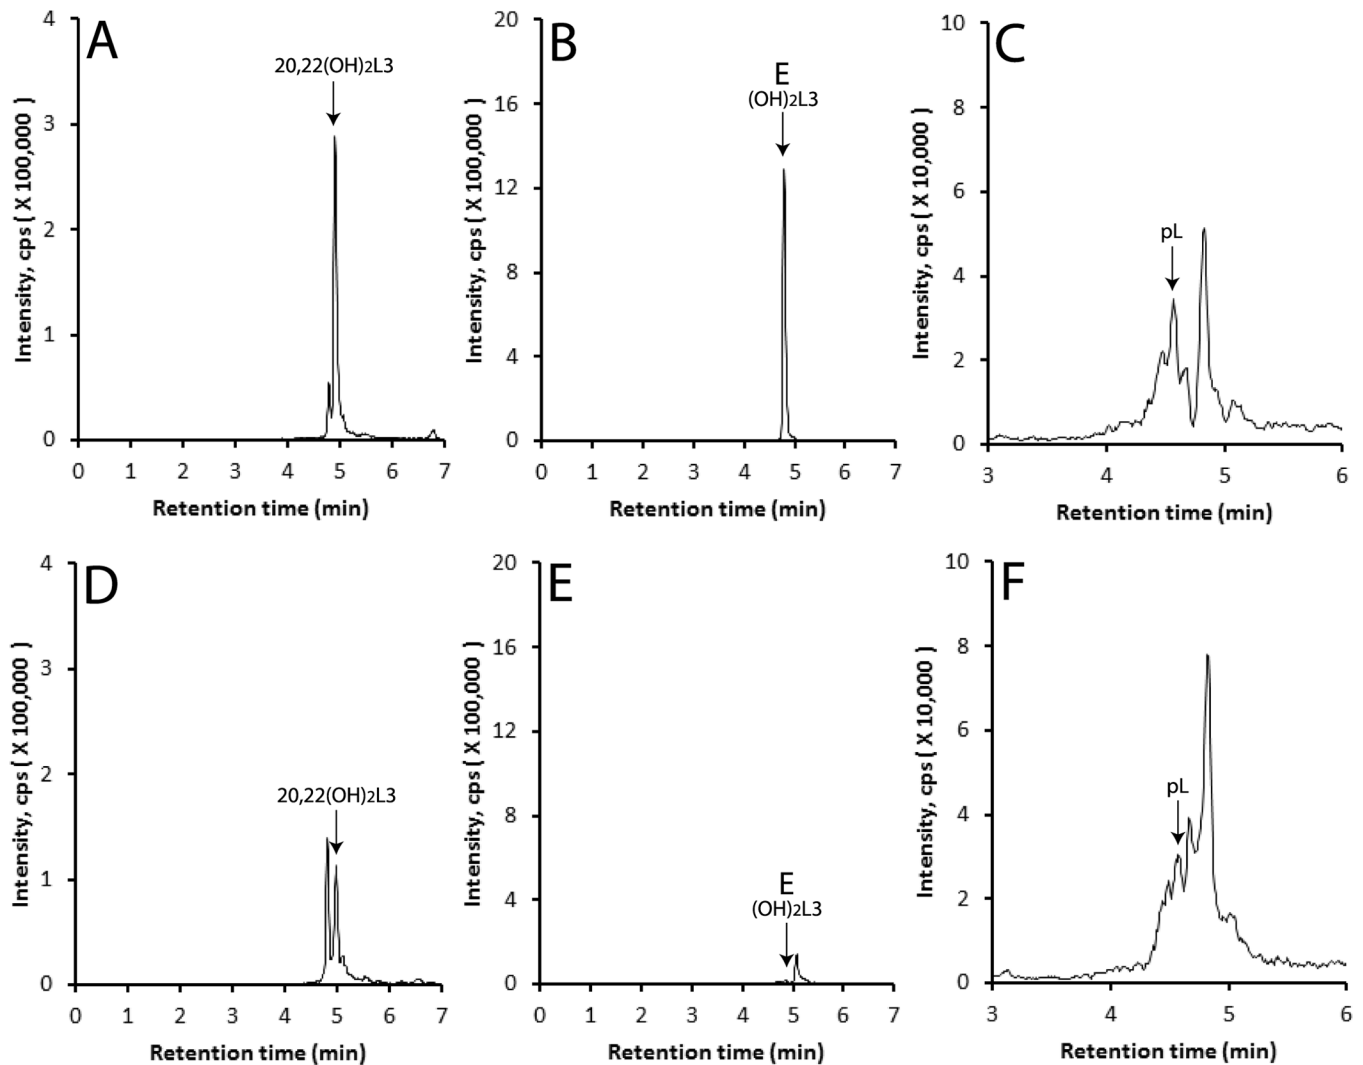 A
20,22(OH)2L3
Intensity, cps ( X 100,000 )
4
3
2
1
0
0 1 2 3 4 5 6 7
Retention time (min)
B
E
(OH)2L3
Intensity, cps ( X 100,000 )
20
16
12
8
4
0
0 1 2 3 4 5 6 7
Retention time (min)
C
pL
Intensity, cps ( X 10,000 )
10
8
6
4
2
0
3 4 5 6
Retention time (min)
D
20,22(OH)2L3
Intensity, cps ( X 100,000 )
4
3
2
1
0
0 1 2 3 4 5 6 7
Retention time (min)
E
E
(OH)2L3
Intensity, cps ( X 100,000 )
20
16
12
8
4
0
0 1 2 3 4 5 6 7
Retention time (min)
F
pL
Intensity, cps ( X 10,000 )
10
8
6
4
2
0
3 4 5 6
Retention time (min)